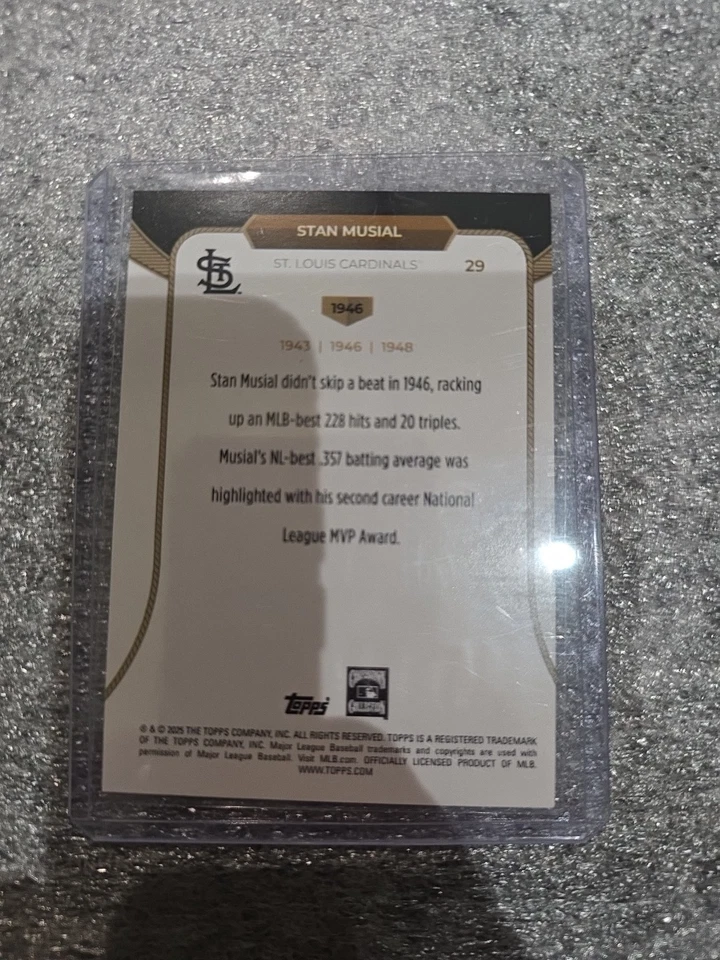 STAN MUSIAL
STL
ST. LOUIS CARDINALS
29
1946
1943 | 1946 | 1948
Stan Musial didn't skip a beat in 1946, racking
up an MLB-best 228 hits and 20 triples.
Musial's NL-best .357 batting average was
highlighted with his second career National
League MVP Award.
Topps
® & © 2025 THE TOPPS COMPANY, INC. ALL RIGHTS RESERVED. TOPPS IS A REGISTERED TRADEMARK
OF THE TOPPS COMPANY, INC. Major League Baseball trademarks and copyrights are used with
permission of Major League Baseball. Visit MLB.com. OFFICIALLY LICENSED PRODUCT OF MLB.
WWW.TOPPS.COM